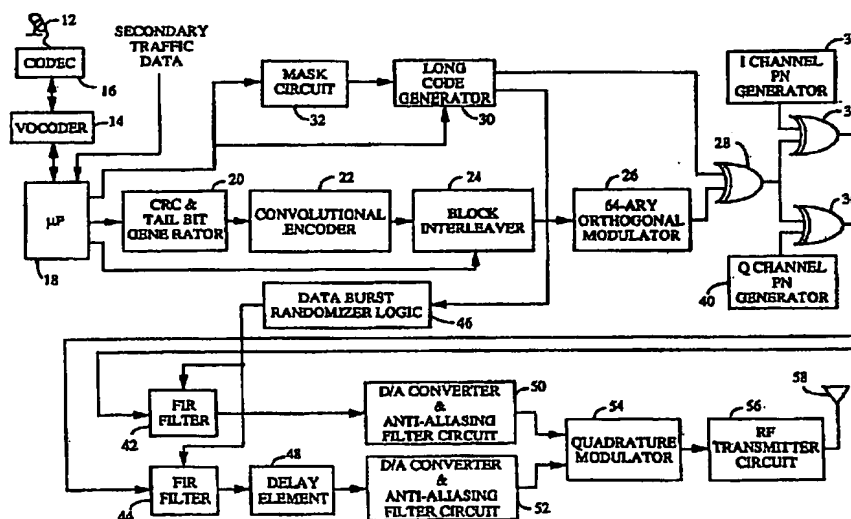 12
SECONDARY
TRAFFIC
DATA
CODEC
16
VOCODER
14
MASK
CIRCUIT
32
LONG
CODE
GENERATOR
30
I CHANNEL
PN
GENERATOR
28
μP
18
20
CRC &
TAIL BIT
GENERATOR
22
CONVOLUTIONAL
ENCODER
24
BLOCK
INTERLEAVER
26
64-ARY
ORTHOGONAL
MODULATOR
Q CHANNEL
PN
GENERATOR
40
DATA BURST
RANDOMIZER LOGIC
46
FIR
FILTER
42
D/A CONVERTER
&
ANTI-ALIASING
FILTER CIRCUIT
50
54
QUADRATURE
MODULATOR
56
RF
TRANSMITTER
CIRCUIT
58
FIR
FILTER
44
48
DELAY
ELEMENT
D/A CONVERTER
&
ANTI-ALIASING
FILTER CIRCUIT
52